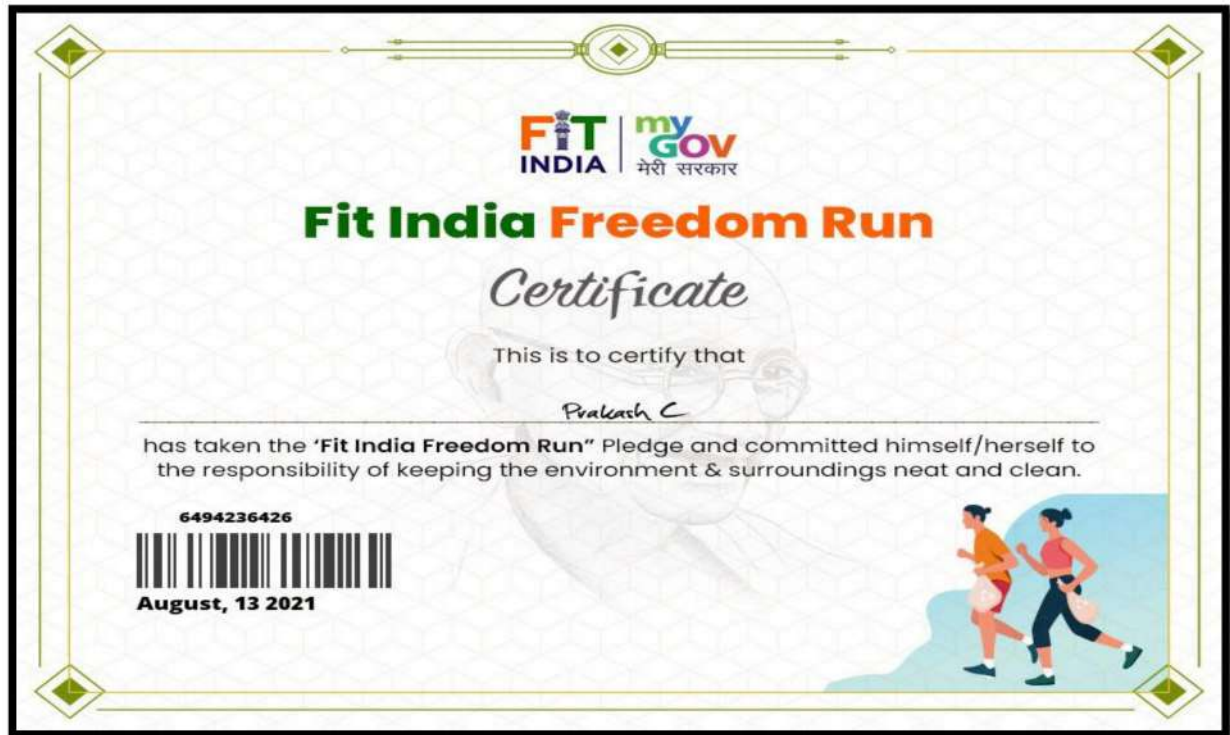 FIT INDIA
my GOV मेरी सरकार
Fit India Freedom Run
Certificate
This is to certify that
Prakash C
has taken the ‘Fit India Freedom Run” Pledge and committed himself/herself to
the responsibility of keeping the environment & surroundings neat and clean.
6494236426
August, 13 2021